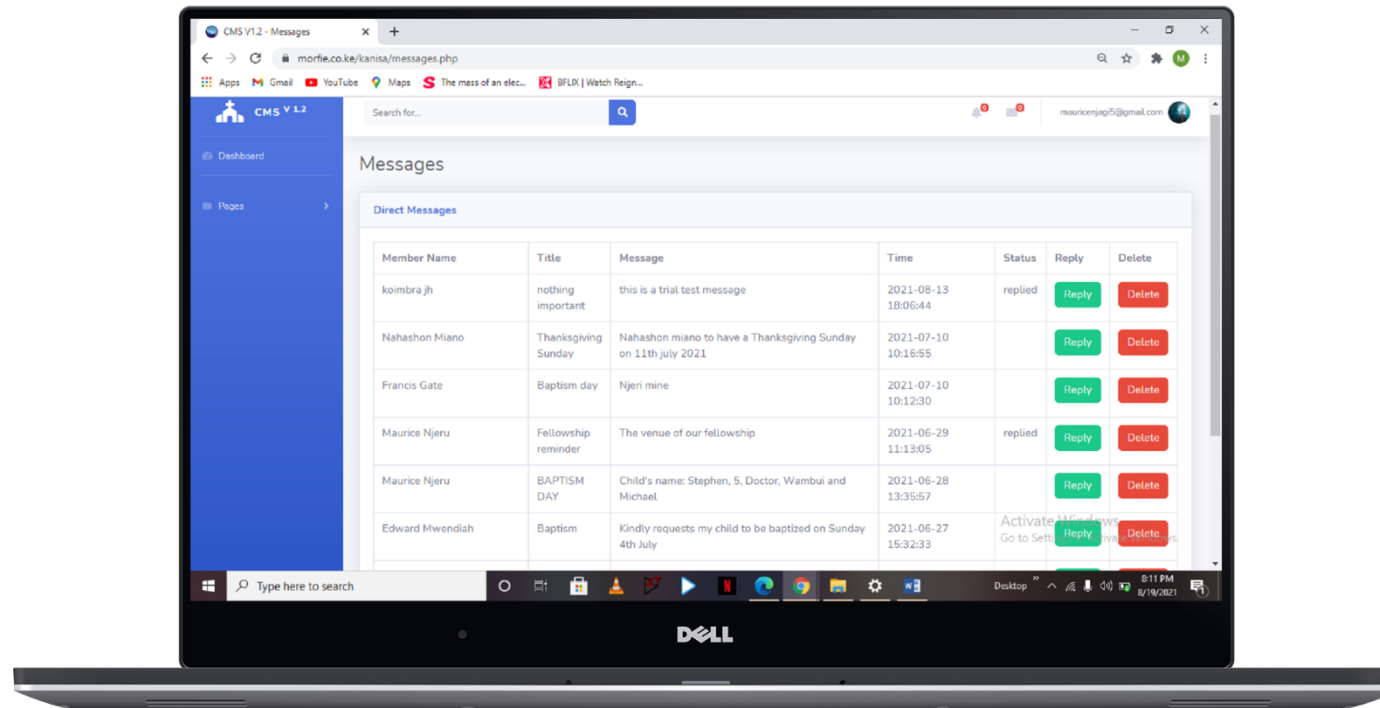 CMS V1.2 - Messages
morfie.co.ke/kanisa/messages.php
M
Apps Gmail YouTube Maps The mass of an elec... BFLIX | Watch Reign...
CMS V 1.2
Search for...
0 0
mauricenjagi5@gmail.com
Dashboard
Pages
Messages
Direct Messages
Member Name Title Message Time Status Reply Delete
koimbra jh nothing this is a trial test message 2021-08-13 replied Reply Delete
important 18:06:44
Nahashon Miano Thanksgiving Nahashon miano to have a Thanksgiving Sunday 2021-07-10 Reply Delete
Sunday on 11th july 2021 10:16:55
Francis Gate Baptism day Njeri mine 2021-07-10 Reply Delete
10:12:30
Maurice Njeru Fellowship The venue of our fellowship 2021-06-29 replied Reply Delete
reminder 11:13:05
Maurice Njeru BAPTISM Child's name: Stephen, 5, Doctor, Wambui and 2021-06-28 Reply Delete
DAY Michael 13:35:57
Edward Mwendiah Baptism Kindly requests my child to be baptized on Sunday 2021-06-27 Reply Delete
4th July 15:32:33
Activate Windows
Go to Settings to activate Windows.
Type here to search
Desktop
8:11 PM
8/19/2021
DELL